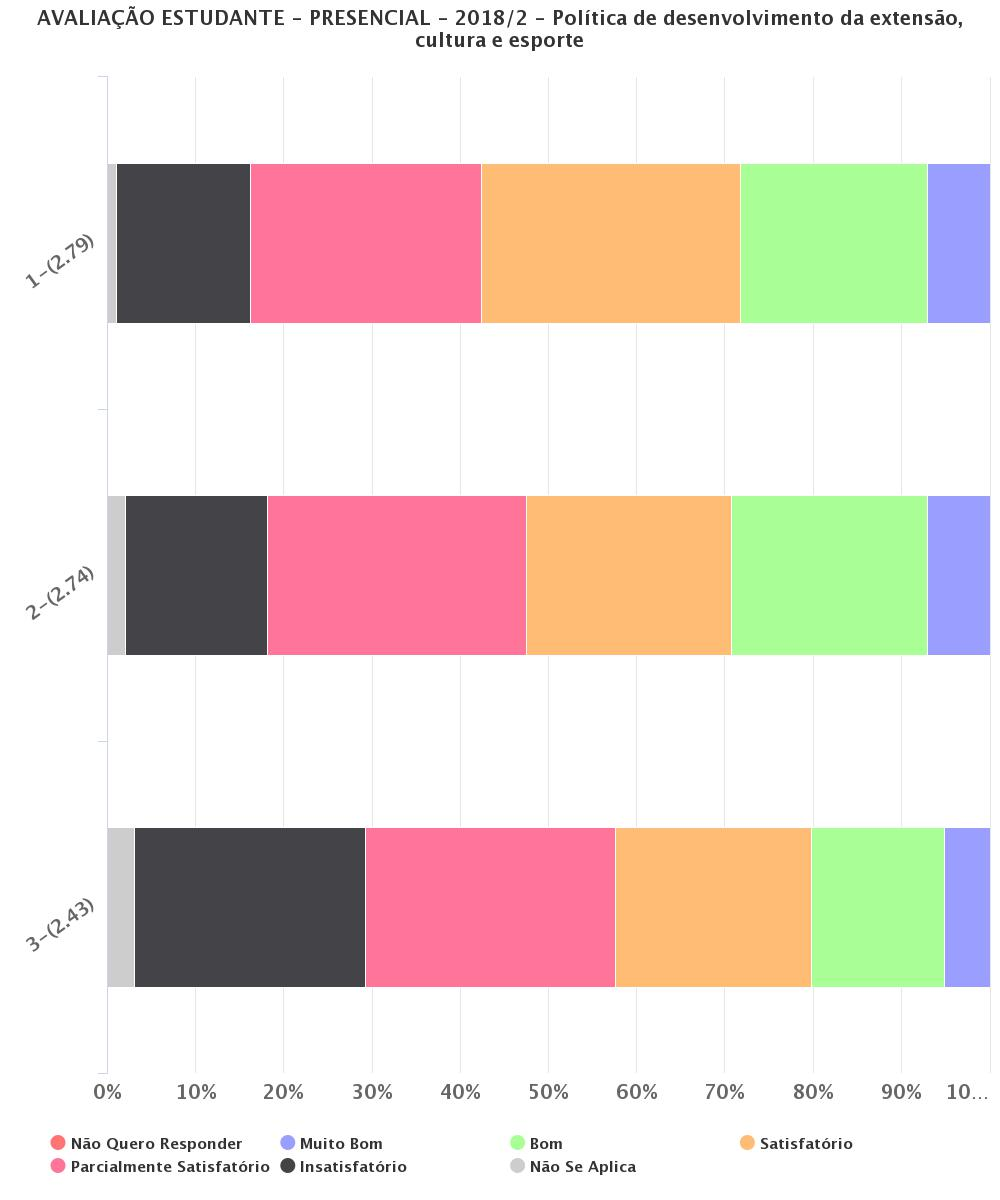 AVALIAÇÃO ESTUDANTE - PRESENCIAL - 2018/2 - Política de desenvolvimento da extensão,
cultura e esporte
1-(2.79)
2-(2.74)
3-(2.43)
0% 10% 20% 30% 40% 50% 60% 70% 80% 90% 10...
Não Quero Responder Muito Bom Bom Satisfatório
Parcialmente Satisfatório Insatisfatório Não Se Aplica